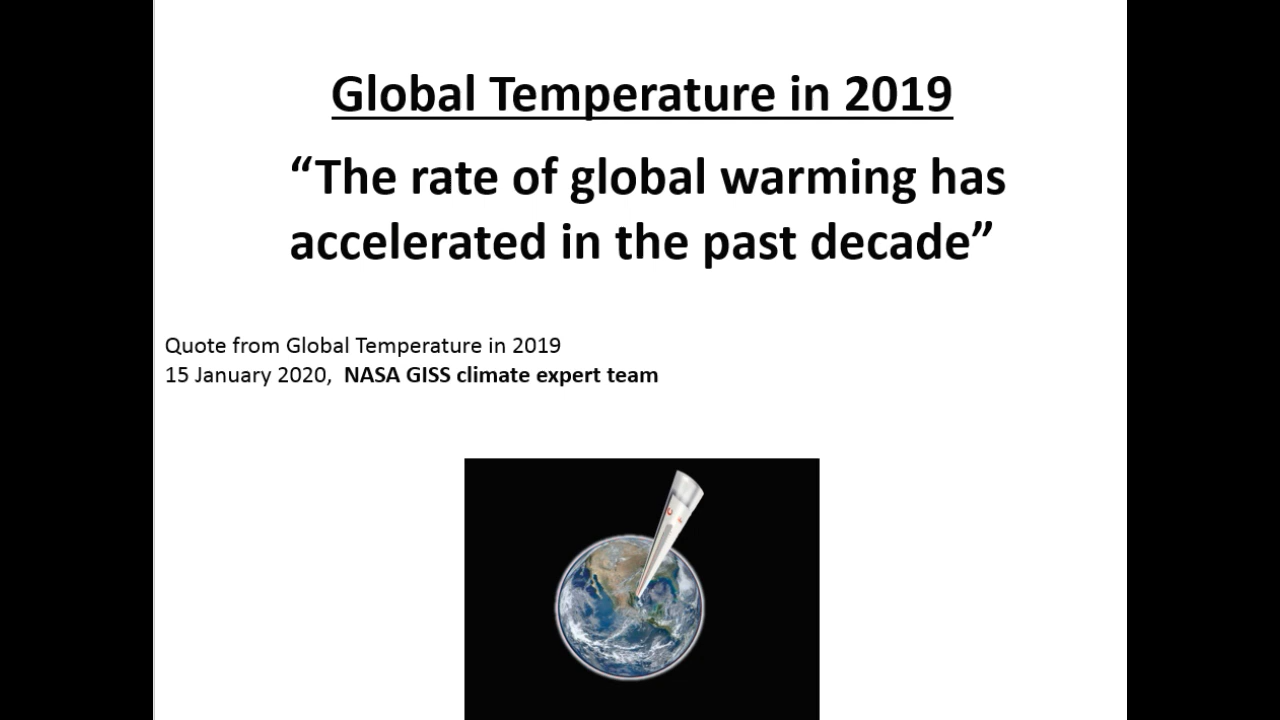 Global Temperature in 2019
“The rate of global warming has
accelerated in the past decade”
Quote from Global Temperature in 2019
15 January 2020,  NASA GISS climate expert team